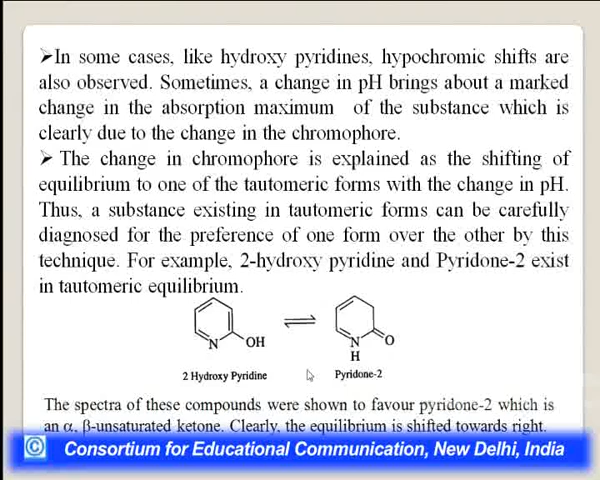 ➢In some cases, like hydroxy pyridines, hypochromic shifts are
also observed. Sometimes, a change in pH brings about a marked
change in the absorption maximum of the substance which is
clearly due to the change in the chromophore.
➢ The change in chromophore is explained as the shifting of
equilibrium to one of the tautomeric forms with the change in pH.
Thus, a substance existing in tautomeric forms can be carefully
diagnosed for the preference of one form over the other by this
technique. For example, 2-hydroxy pyridine and Pyridone-2 exist
in tautomeric equilibrium.
N OH ⇌ N O
H
2 Hydroxy Pyridine Pyridone-2
The spectra of these compounds were shown to favour pyridone-2 which is
an α, β-unsaturated ketone. Clearly, the equilibrium is shifted towards right.
© Consortium for Educational Communication, New Delhi, India